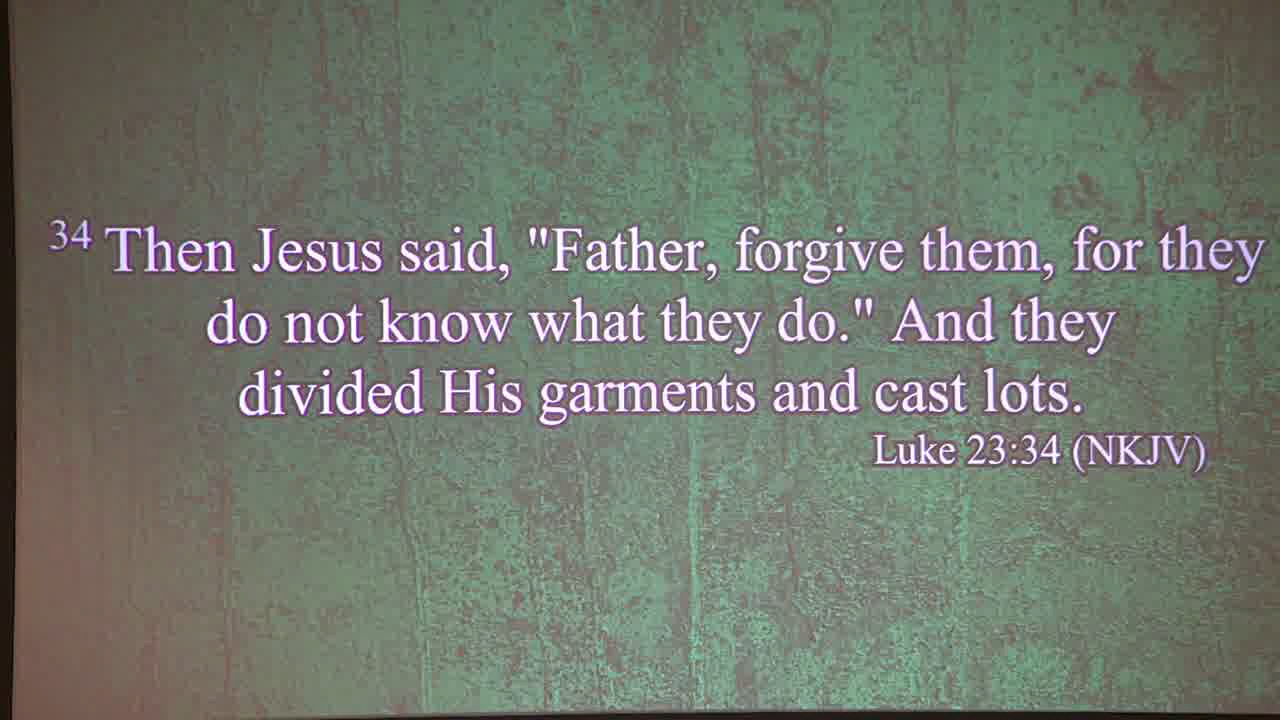 34 Then Jesus said, "Father, forgive them, for they
do not know what they do." And they
divided His garments and cast lots.
Luke 23:34 (NKJV)